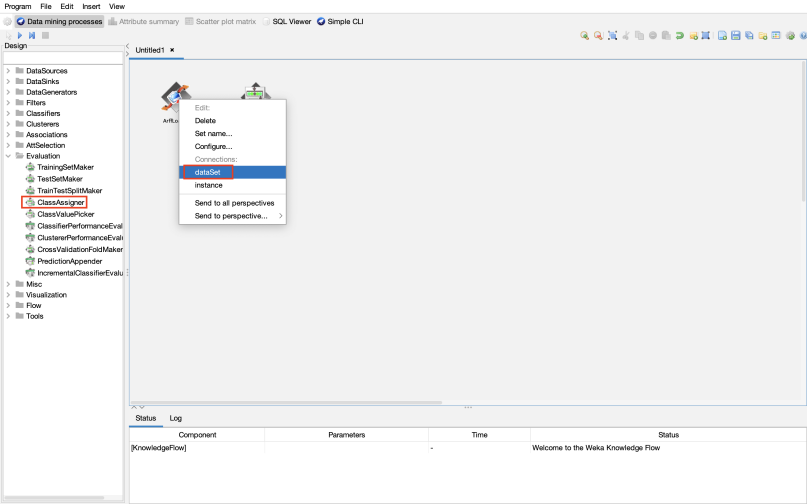 Program File Edit Insert View
Data mining processes Attribute summary Scatter plot matrix SQL Viewer Simple CLI
Design
Untitled1
DataSources
DataSinks
DataGenerators
Filters
Classifiers
Clusterers
Associations
AttSelection
Evaluation
TrainingSetMaker
TestSetMaker
TrainTestSplitMaker
ClassAssigner
ClassValuePicker
ClassifierPerformanceEval
ClustererPerformanceEvalu
CrossValidationFoldMaker
PredictionAppender
IncrementalClassifierEvalu
Misc
Visualization
Flow
Tools
ArffLo
Edit:
Delete
Set name...
Configure...
Connections:
dataSet
instance
Send to all perspectives
Send to perspective...
Status Log
Component Parameters Time Status
[KnowledgeFlow] - Welcome to the Weka Knowledge Flow